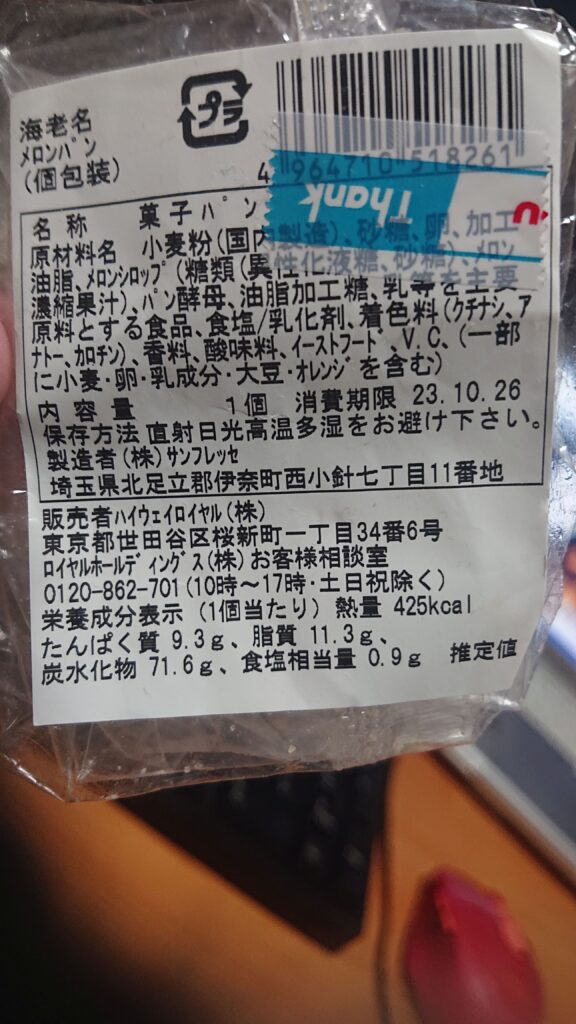 海老名
メロンパン
(個包装)
プラ
4 964710 518261
Thank
名称 菓子パン
原材料名 小麦粉(国内製造)、砂糖、卵、加工
油脂、メロンシロップ(糖類(異性化液糖、砂糖)、メロン
濃縮果汁)、パン酵母、油脂加工糖、乳等を主要
原料とする食品、食塩/乳化剤、着色料(クチナシ、ア
ナトー、カロチン)、香料、酸味料、イーストフード、V.C、(一部
に小麦・卵・乳成分・大豆・オレンジを含む)
内容量 1個 消費期限 23.10.26
保存方法 直射日光高温多湿をお避け下さい。
製造者(株)サンフレッセ
埼玉県北足立郡伊奈町西小針七丁目11番地
販売者ハイウェイロイヤル(株)
東京都世田谷区桜新町一丁目34番6号
ロイヤルホールディングス(株)お客様相談室
0120-862-701(10時〜17時・土日祝除く)
栄養成分表示(1個当たり)熱量 425kcal
たんぱく質 9.3g、脂質 11.3g、
炭水化物 71.6g、食塩相当量 0.9g 推定値